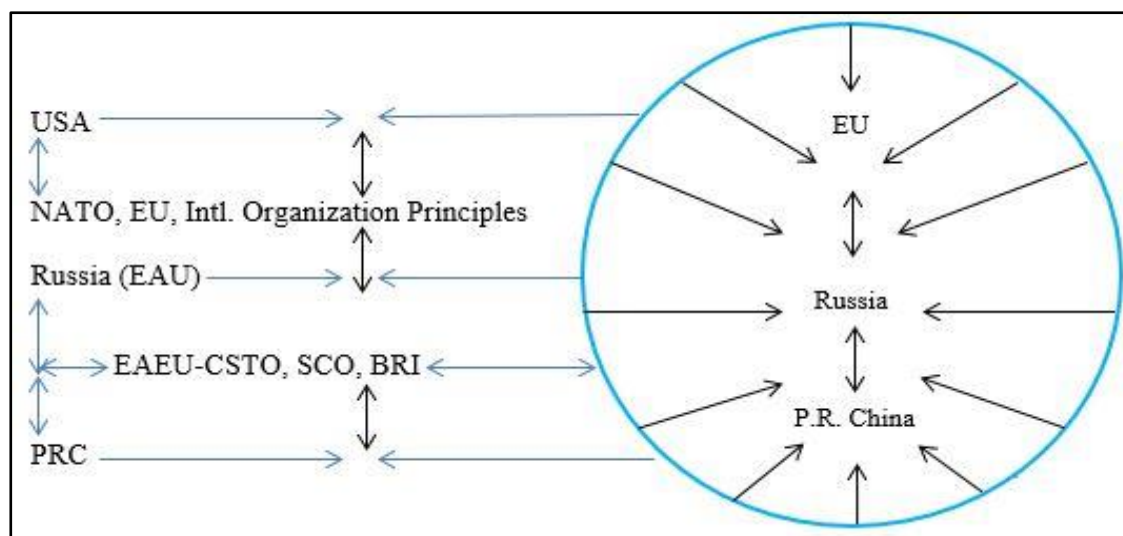 USA
EU
NATO, EU, Intl. Organization Principles
Russia (EAU)
Russia
EAEU-CSTO, SCO, BRI
P.R. China
PRC